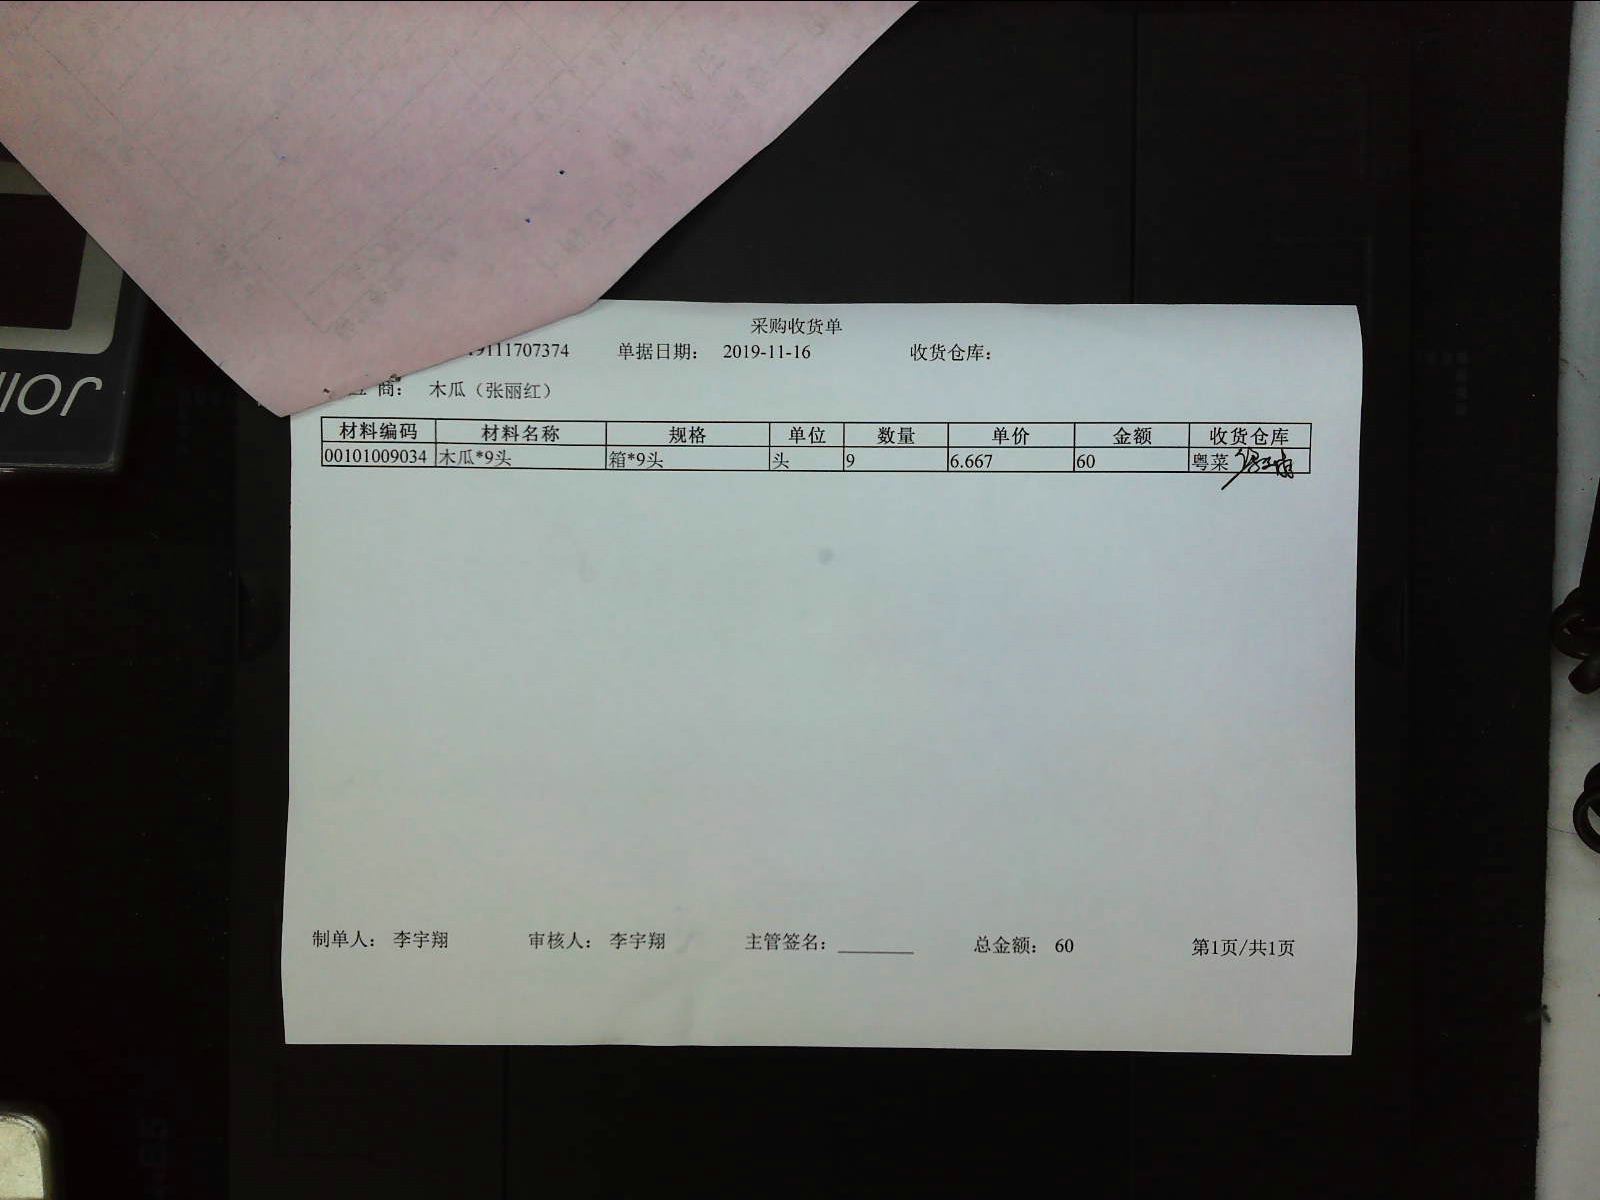 采购收货单
9111707374 单据日期： 2019-11-16 收货仓库：
商： 木瓜（张丽红）
材料编码 材料名称 规格 单位 数量 单价 金额 收货仓库
00101009034 木瓜*9头 箱*9头 头 9 6.667 60 粤菜
制单人： 李宇翔 审核人： 李宇翔 主管签名： 总金额： 60 第1页/共1页